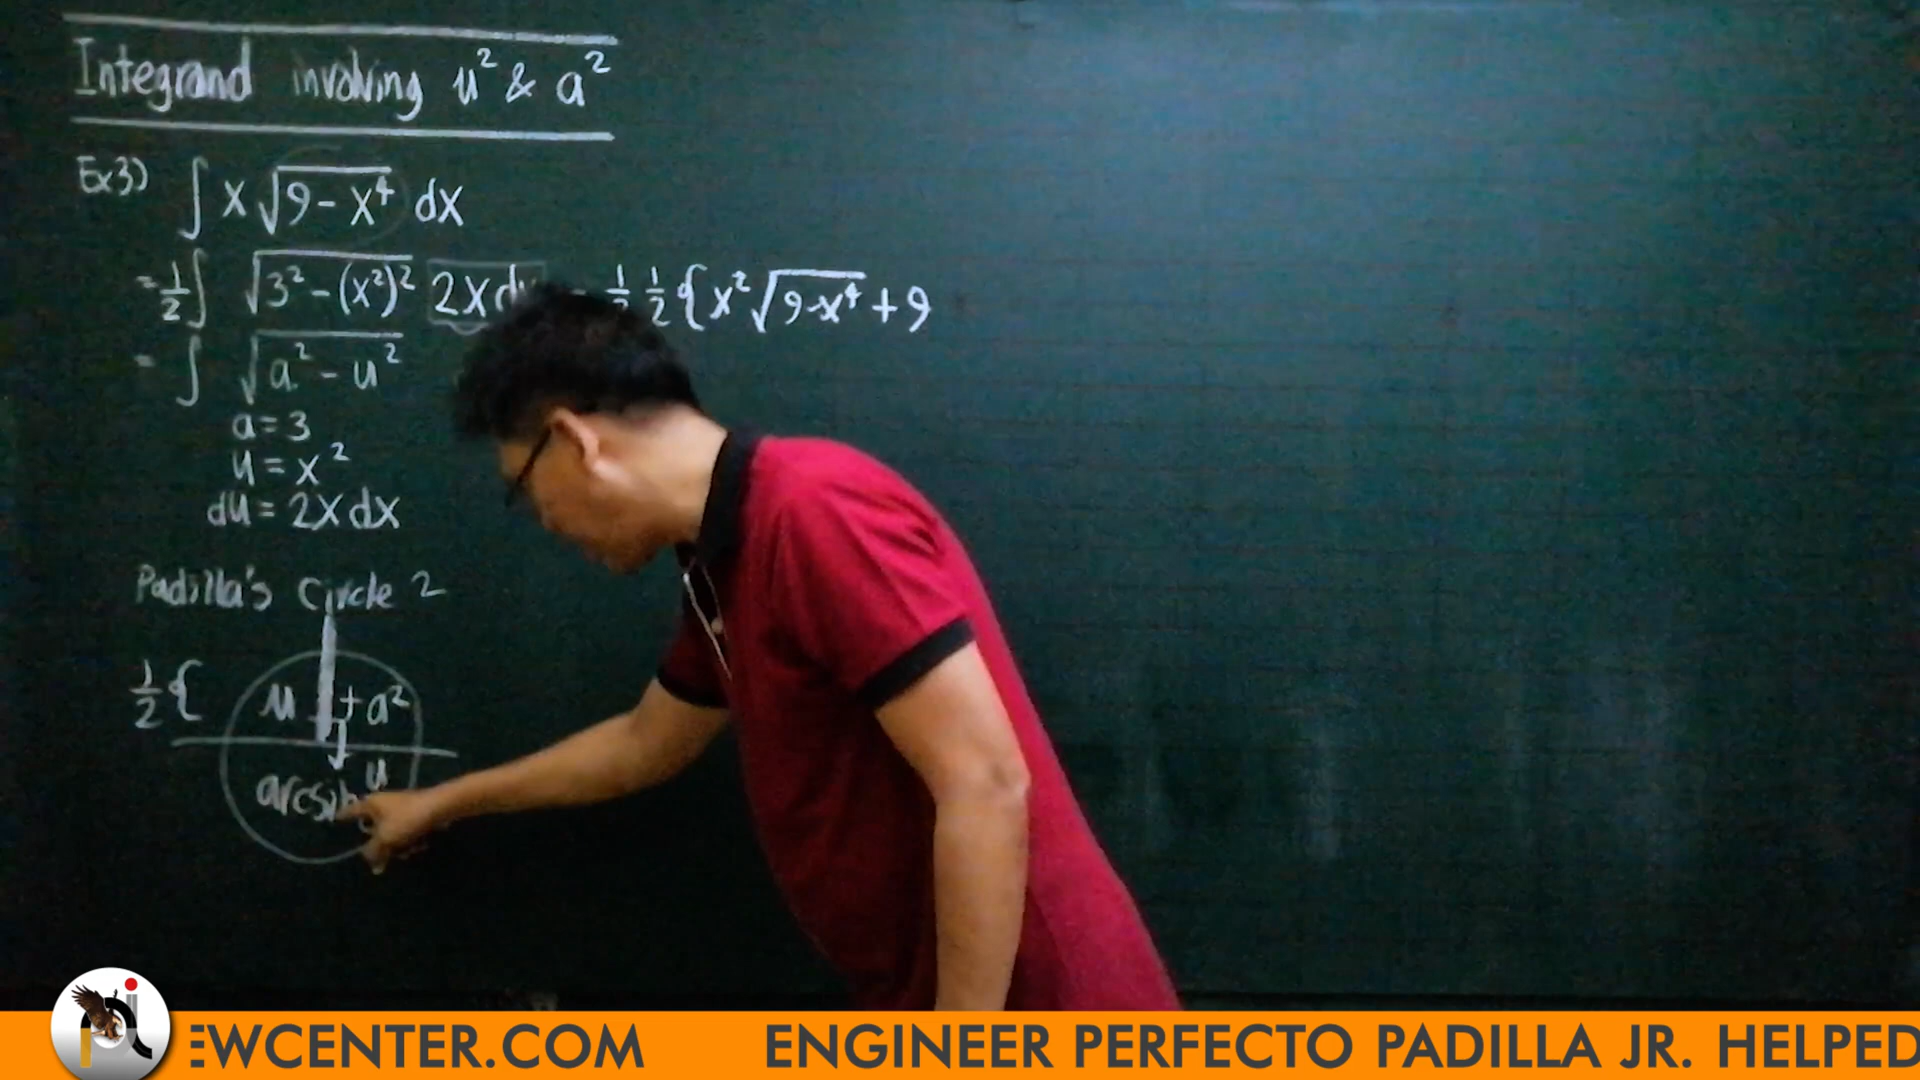 Integrand involving u² & a²
Ex3) ∫ x √9-x⁴ dx
= ½ ∫ √3²-(x²)² 2x = ½ ½ { x² √9-x⁴ + 9
= ∫ √a²-u²
a = 3
u = x²
du = 2x dx
Padilla's Circle 2
½ { u + a²
arcsin u
EWCENTER.COM ENGINEER PERFECTO PADILLA JR. HELPED